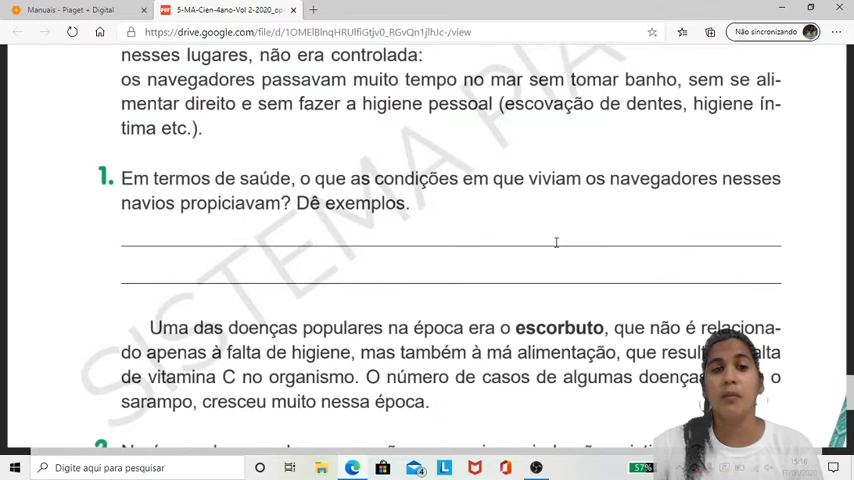 Manuais - Piaget + Digital
5-MA-Cien-4ano-Vol 2-2020_op
https://drive.google.com/file/d/1OMElBlnqHRUlfiGtjv0_RGvQn1jlhJc-/view
Não sincronizando
nesses lugares, não era controlada:
os navegadores passavam muito tempo no mar sem tomar banho, sem se ali-
mentar direito e sem fazer a higiene pessoal (escovação de dentes, higiene ín-
tima etc.).
1. Em termos de saúde, o que as condições em que viviam os navegadores nesses
navios propiciavam? Dê exemplos.
Uma das doenças populares na época era o escorbuto, que não é relaciona-
do apenas à falta de higiene, mas também à má alimentação, que
de vitamina C no organismo. O número de casos de algumas o
sarampo, cresceu muito nessa época.
SISTEMA PIA
Digite aqui para pesquisar
4
57%
15:16